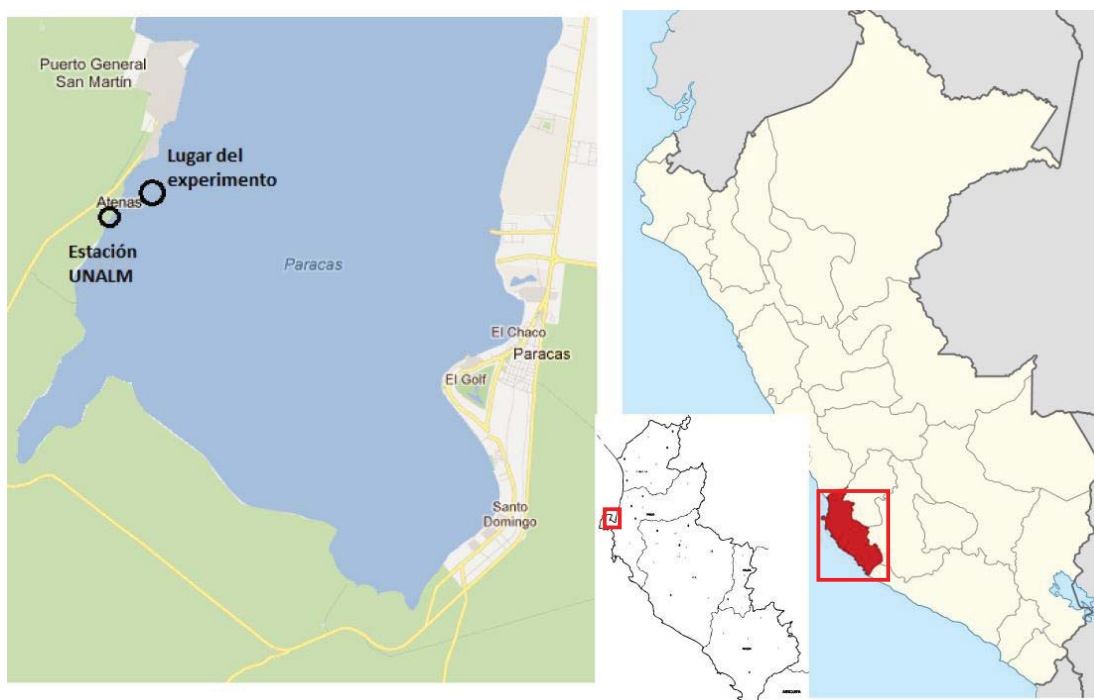 Puerto General
San Martín
Lugar del
experimento
Atenas
Estación
UNALM
Paracas
El Chaco
Paracas
El Golf
Santo
Domingo